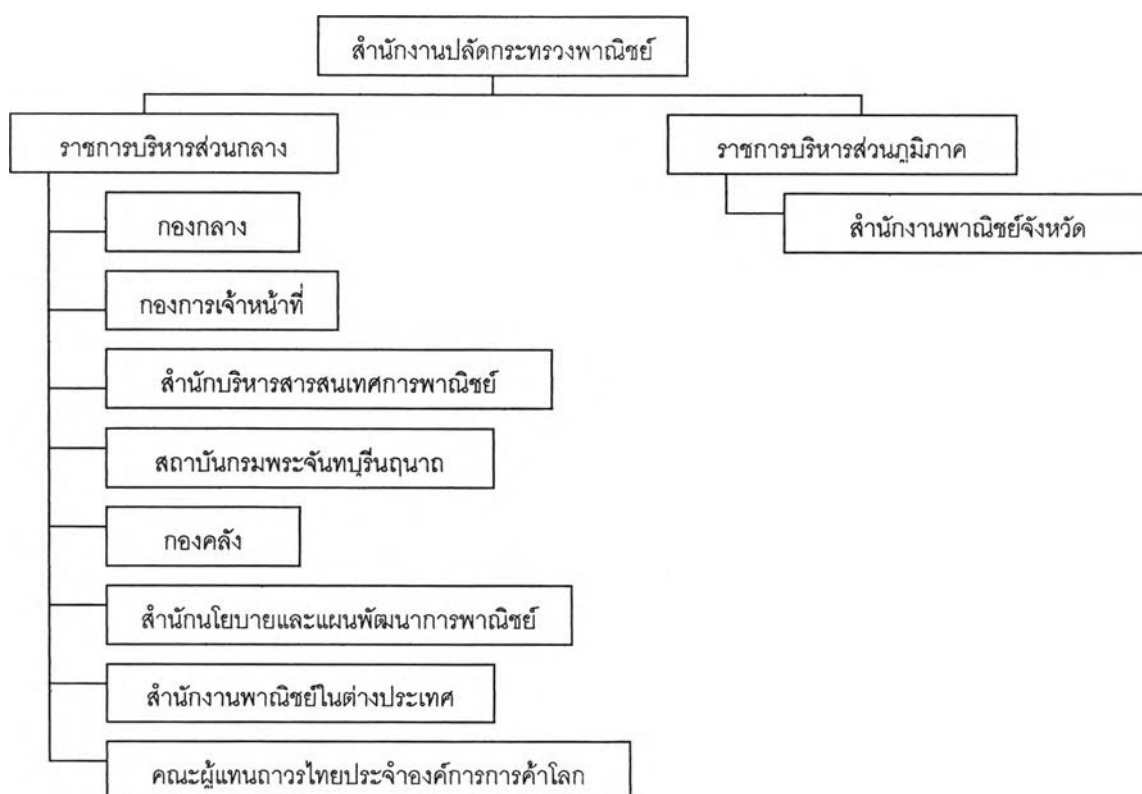 สำนักงานปลัดกระทรวงพาณิชย์
ราชการบริหารส่วนกลาง
ราชการบริหารส่วนภูมิภาค
กองกลาง
สำนักงานพาณิชย์จังหวัด
กองการเจ้าหน้าที่
สำนักบริหารสารสนเทศการพาณิชย์
สถาบันกรมพระจันทบุรีนฤนาถ
กองคลัง
สำนักนโยบายและแผนพัฒนาการพาณิชย์
สำนักงานพาณิชย์ในต่างประเทศ
คณะผู้แทนถาวรไทยประจำองค์การการค้าโลก